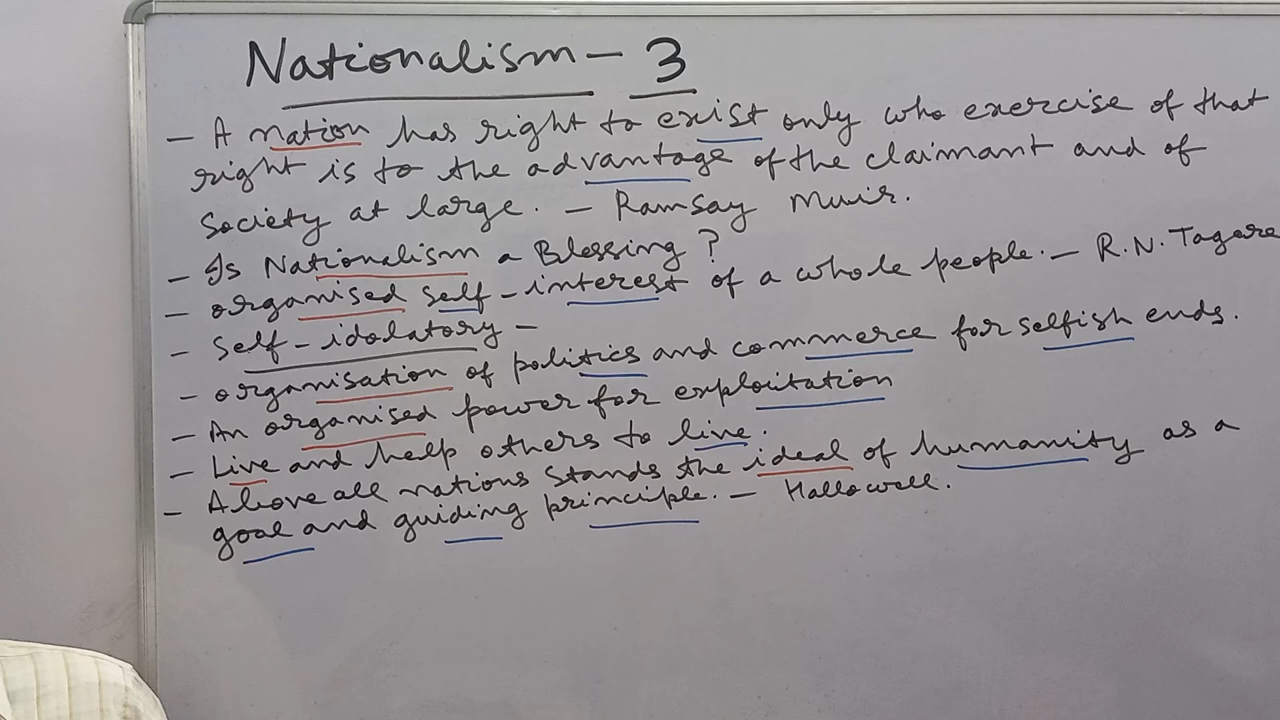 Nationalism - 3
- A nation has right to exist only who exercise of that
right is to the advantage of the claimant and of
Society at large. - Ramsay Muir.
- Is Nationalism a Blessing?
- organised self-interest of a whole people. - R.N. Tagore
- Self-idolatory -
- organisation of politics and commerce for selfish ends.
- An organised power for exploitation
- Live and help others to live.
- Above all nations stands the ideal of humanity as a
goal and guiding principle. - Hallowell.